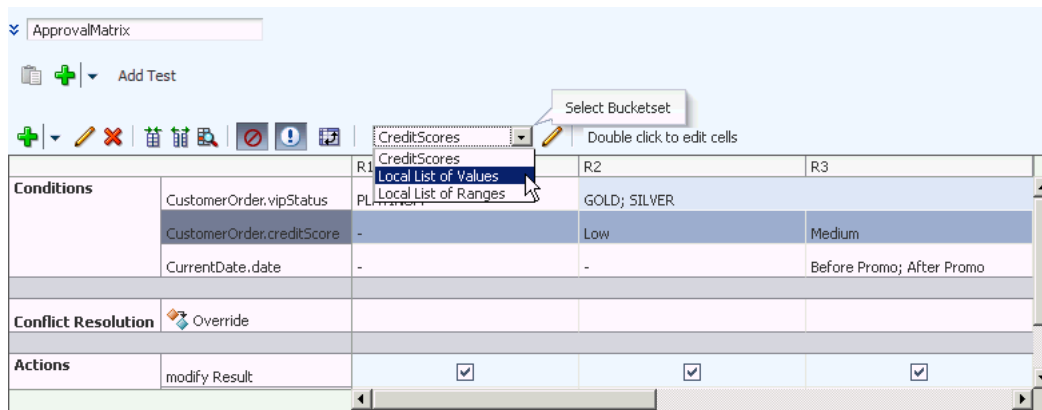 ApprovalMatrix
Add Test
Select Bucketset
CreditScores
Double click to edit cells
CreditScores
Local List of Values
Local List of Ranges
R2 R3
Conditions
CustomerOrder.vipStatus GOLD; SILVER
CustomerOrder.creditScore - Low Medium
CurrentDate.date - - Before Promo; After Promo
Conflict Resolution Override
Actions
modify Result